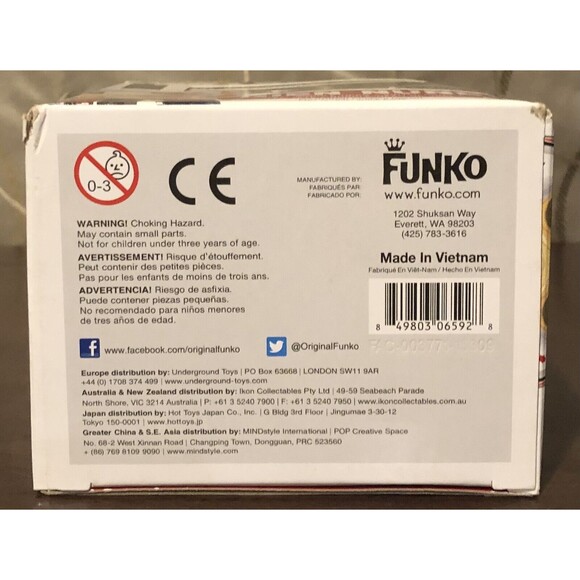 0-3
CE
MANUFACTURED BY:
FABRIQUÉS PAR:
FABRICADO POR:
FUNKO
www.funko.com
1202 Shuksan Way
Everett, WA 98203
(425) 783-3616
WARNING! Choking Hazard.
May contain small parts.
Not for children under three years of age.
AVERTISSEMENT! Risque d'étouffement.
Peut contenir des petites pièces.
Pas pour les enfants de moins de trois ans.
ADVERTENCIA! Riesgo de asfixia.
Puede contener piezas pequeñas.
No recomendado para niños menores
de tres años de edad.
Made In Vietnam
Fabriqué En Viêt-Nam / Hecho En Vietnam
8 49803 06592 8
f www.facebook.com/originalfunko
@OriginalFunko
Europe distribution by: Underground Toys | PO Box 63668 | LONDON SW11 9AR
+44 (0) 1708 374 499 | www.underground-toys.com
Australia & New Zealand distribution by: Ikon Collectables Pty Ltd | 49-59 Seabeach Parade
North Shore, VIC 3214 Australia | P: +61 3 5240 7900 | F: +61 3 5240 7950 | www.ikoncollectables.com.au
Japan distribution by: Hot Toys Japan Co., Inc. | G Bldg 3rd Floor | Jingumae 3-30-12
Tokyo 150-0001 | www.hottoys.jp
Greater China & S.E. Asia distribution by: MINDstyle International | POP Creative Space
No. 68-2 West Xinnan Road | Changping Town, Dongguan, PRC 523560
+ (86) 769 8109 9090 | www.mindstyle.com